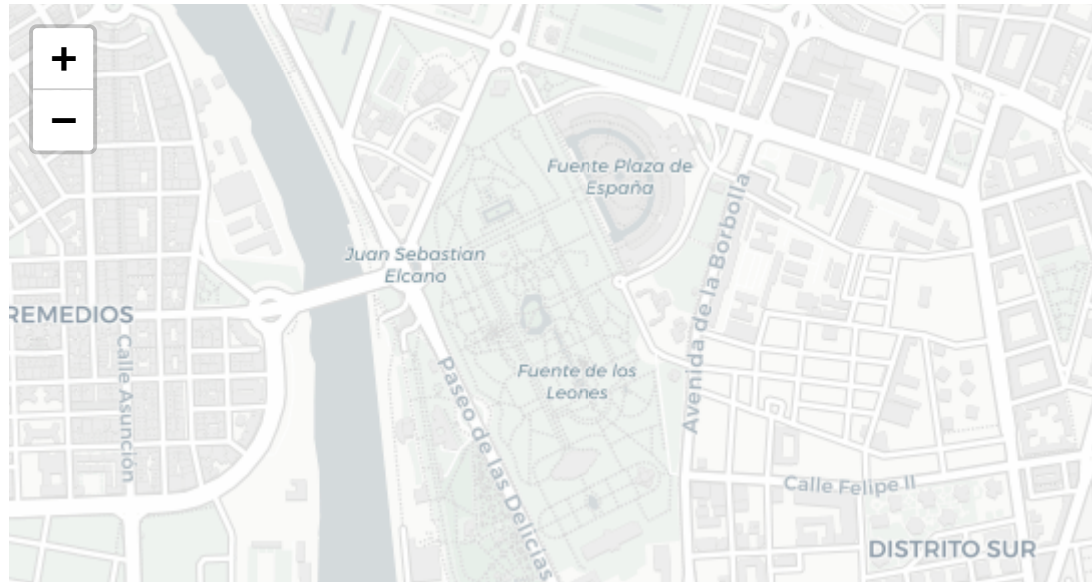 +
−
Fuente Plaza de
España
Juan Sebastian
Elcano
REMEDIOS
Calle Asunción
Paseo de las Delicias
Fuente de los
Leones
Avenida de la Borbolla
Calle Felipe II
DISTRITO SUR